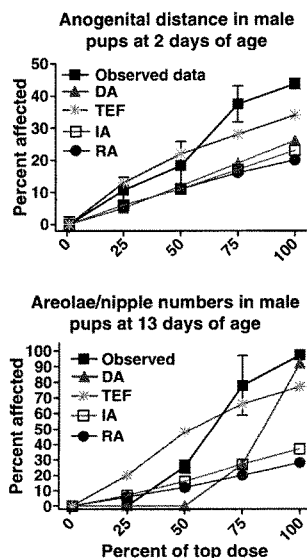 Anogenital distance in male
pups at 2 days of age
Percent affected
50
40
30
20
10
0
Observed data
DA
TEF
IA
RA
0
25
50
75
100
Areolae/nipple numbers in male
pups at 13 days of age
Percent affected
100
90
80
70
60
50
40
30
20
10
0
Observed
DA
TEF
IA
RA
0
25
50
75
100
Percent of top dose